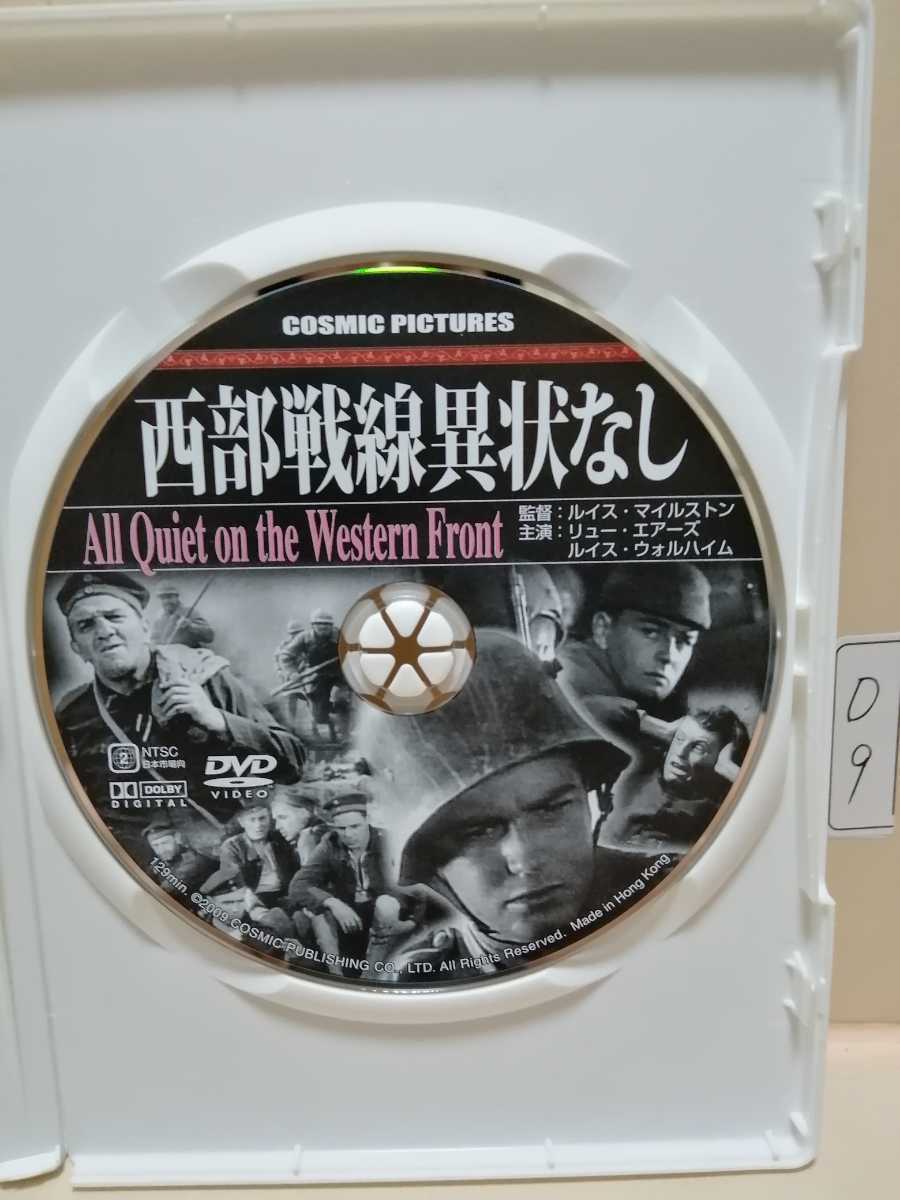 COSMIC PICTURES
西部戦線異状なし
All Quiet on the Western Front
監督：ルイス・マイルストン
主演：リュー・エアーズ
ルイス・ウォルハイム
2
NTSC
日本市場向
DOLBY
DIGITAL
DVD
VIDEO
129min. ©2009 COSMIC PUBLISHING CO., LTD. All Rights Reserved. Made in Hong Kong
D
9